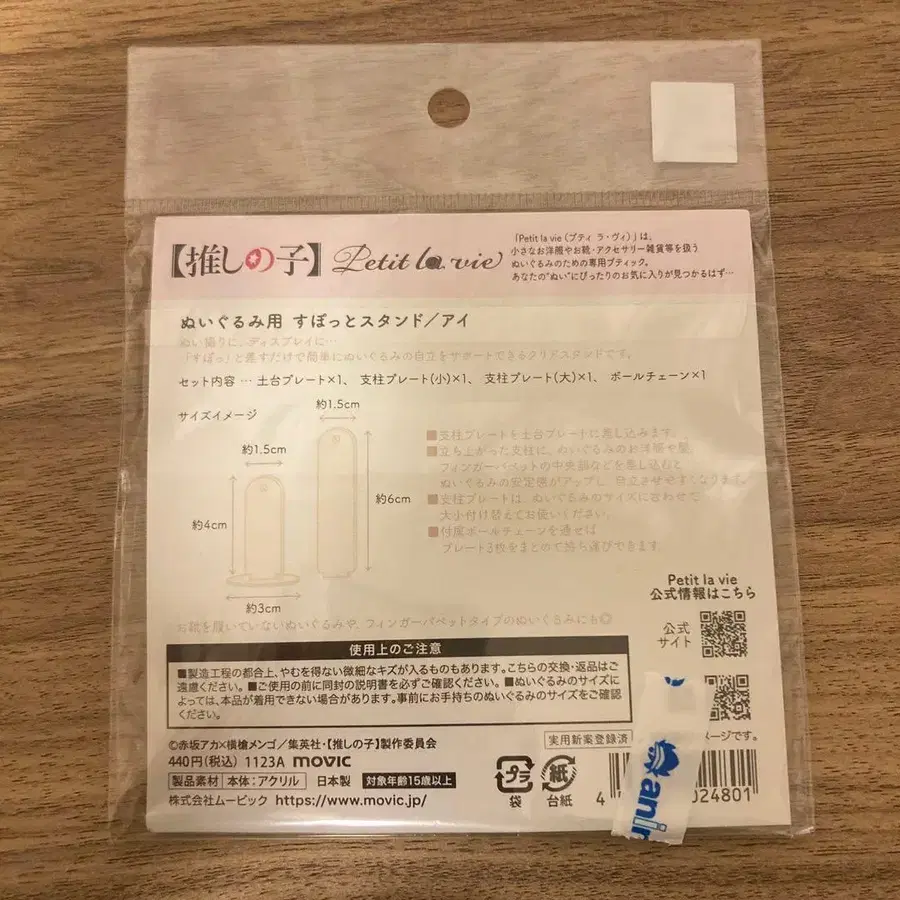 【推しの子】 Petit la vie
「Petit la vie（プティ ラ・ヴィ）」は、
小さなお洋服やお靴・アクセサリー雑貨等を扱う
ぬいぐるみのための専用ブティック。
あなたの"ぬい"にぴったりのお気に入りが見つかるはず…
ぬいぐるみ用 すぽっとスタンド／アイ
ぬい撮りに、ディスプレイに…
「すぽっ」と差すだけで簡単にぬいぐるみの自立をサポートできるクリアスタンドです。
セット内容 … 土台プレート×1、 支柱プレート(小)×1、 支柱プレート(大)×1、 ボールチェーン×1
サイズイメージ
約1.5cm
約1.5cm
約6cm
約4cm
約3cm
■支柱プレートを土台プレートに差し込みます。
■立ち上がった支柱に、ぬいぐるみのお洋服や髪、
フィンガーパペットの中央部などを差し込むと
ぬいぐるみの安定感がアップし、自立させやすくなります。
■支柱プレートは、ぬいぐるみのサイズに合わせて
大小付け替えてお使いください。
■付属ボールチェーンを通せば
プレート3枚をまとめて持ち運びできます。
お靴を履いていないぬいぐるみや、フィンガーパペットタイプのぬいぐるみにも◎
Petit la vie
公式情報はこちら
公式
サイト
使用上のご注意
■製造工程の都合上、やむを得ない微細なキズが入るものもあります。こちらの交換・返品はご
遠慮ください。■ご使用の前に同封の説明書を必ずご確認ください。■ぬいぐるみのサイズに
よっては、本品が着用できない場合があります。事前にお手持ちのぬいぐるみのサイズをご確認
ください。
メージです。
©赤坂アカ×横槍メンゴ／集英社・【推しの子】製作委員会
実用新案登録済
440円(税込) 1123A movic
製品素材 本体：アクリル 日本製 対象年齢15歳以上
株式会社ムービック https://www.movic.jp/
プラ
袋
紙
台紙
4
024801
anim